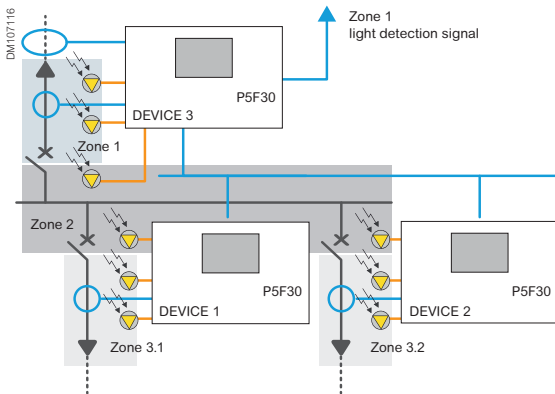 DM107116
Zone 1
light detection signal
P5F30
DEVICE 3
Zone 1
Zone 2
P5F30
DEVICE 1
P5F30
DEVICE 2
Zone 3.1
Zone 3.2